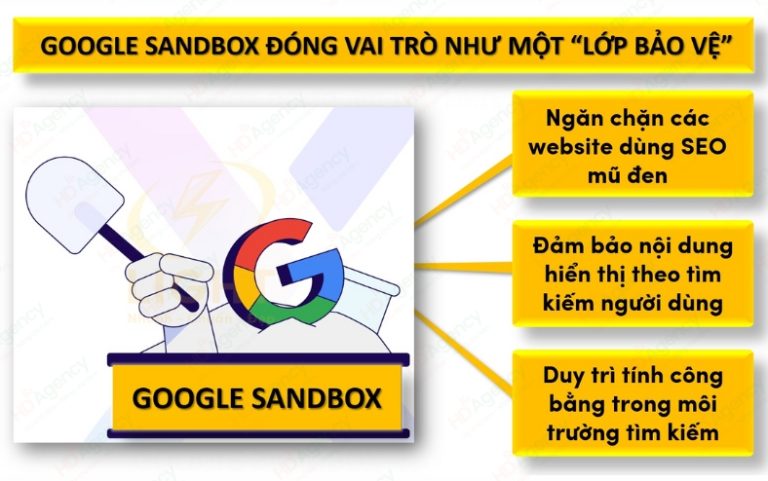 GOOGLE SANDBOX ĐÓNG VAI TRÒ NHƯ MỘT “LỚP BẢO VỆ”
Ngăn chặn các
website dùng SEO
mũ đen
Đảm bảo nội dung
hiển thị theo tìm
kiếm người dùng
Duy trì tính công
bằng trong môi
trường tìm kiếm
G
GOOGLE SANDBOX
HD Agency